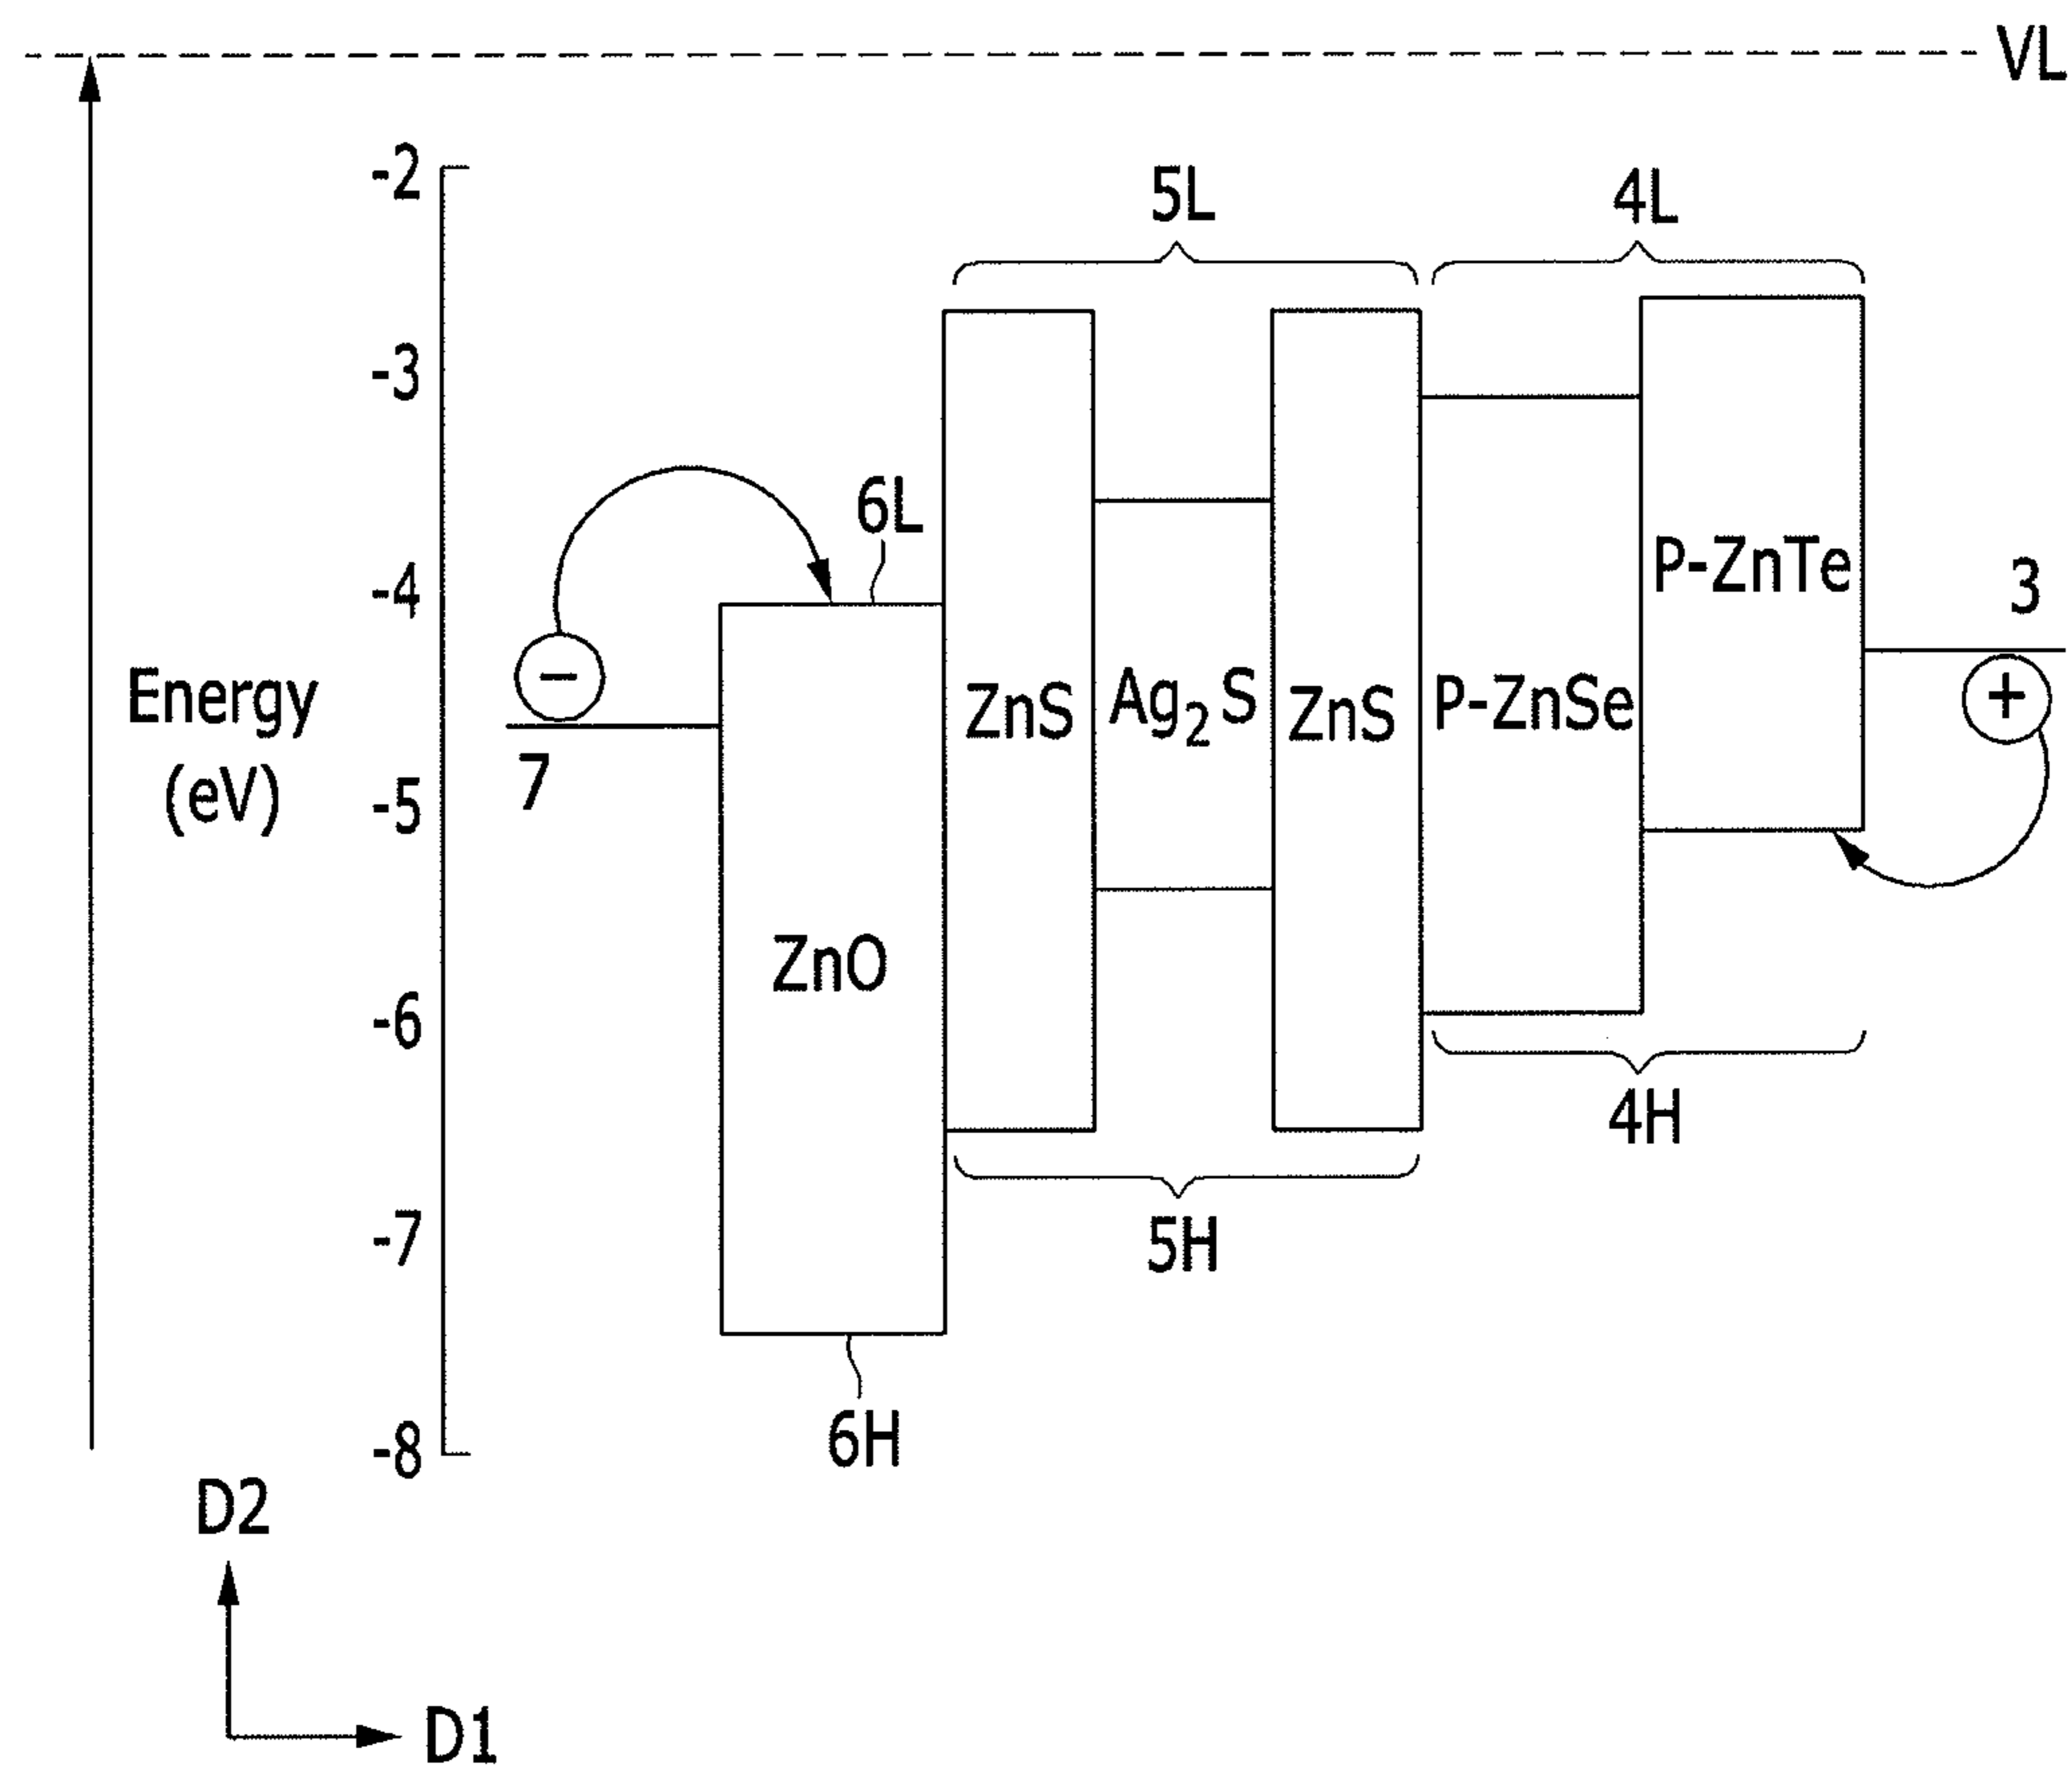 VL
-2
5L
4L
-3
6L
-4
P-ZnTe
3
−
+
Energy
(eV)
ZnS
Ag₂S
ZnS
P-ZnSe
7
-5
ZnO
-6
4H
-7
5H
6H
-8
D2
D1